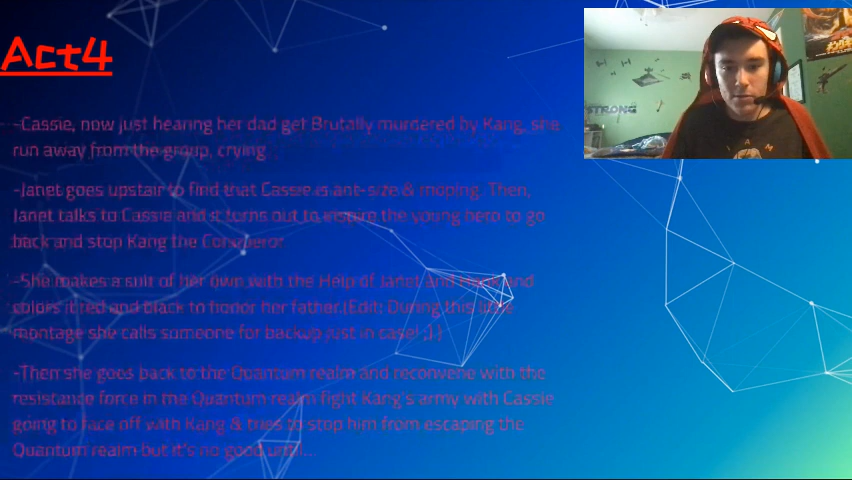 Act4
-Cassie, now just hearing her dad get Brutally murdered by Kang, she
run away from the group, crying.
-Janet goes upstair to find that Cassie is ant-size & moping. Then,
Janet talks to Cassie and it turns out to inspire the young hero to go
back and stop Kang the Conqueror.
-She makes a suit of her own with the Help of Janet and Hank and
colors it red and black to honor her father.(Edit: During this little
montage she calls someone for backup just in case! ;) )
-Then she goes back to the Quantum realm and reconvene with the
resistance force in the Quantum realm fight Kang's army with Cassie
going to face off with Kang & tries to stop him from escaping the
Quantum realm but it's no good until...
STRONG